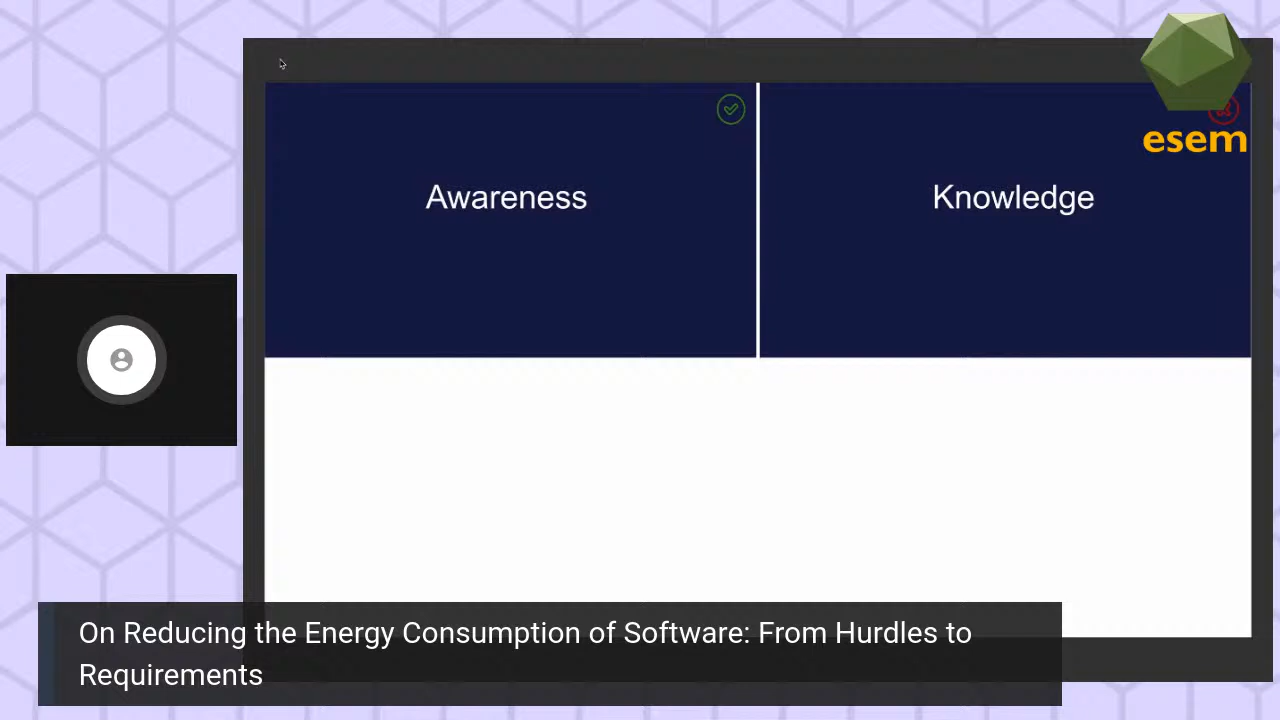 esem
Awareness
Knowledge
On Reducing the Energy Consumption of Software: From Hurdles to
Requirements